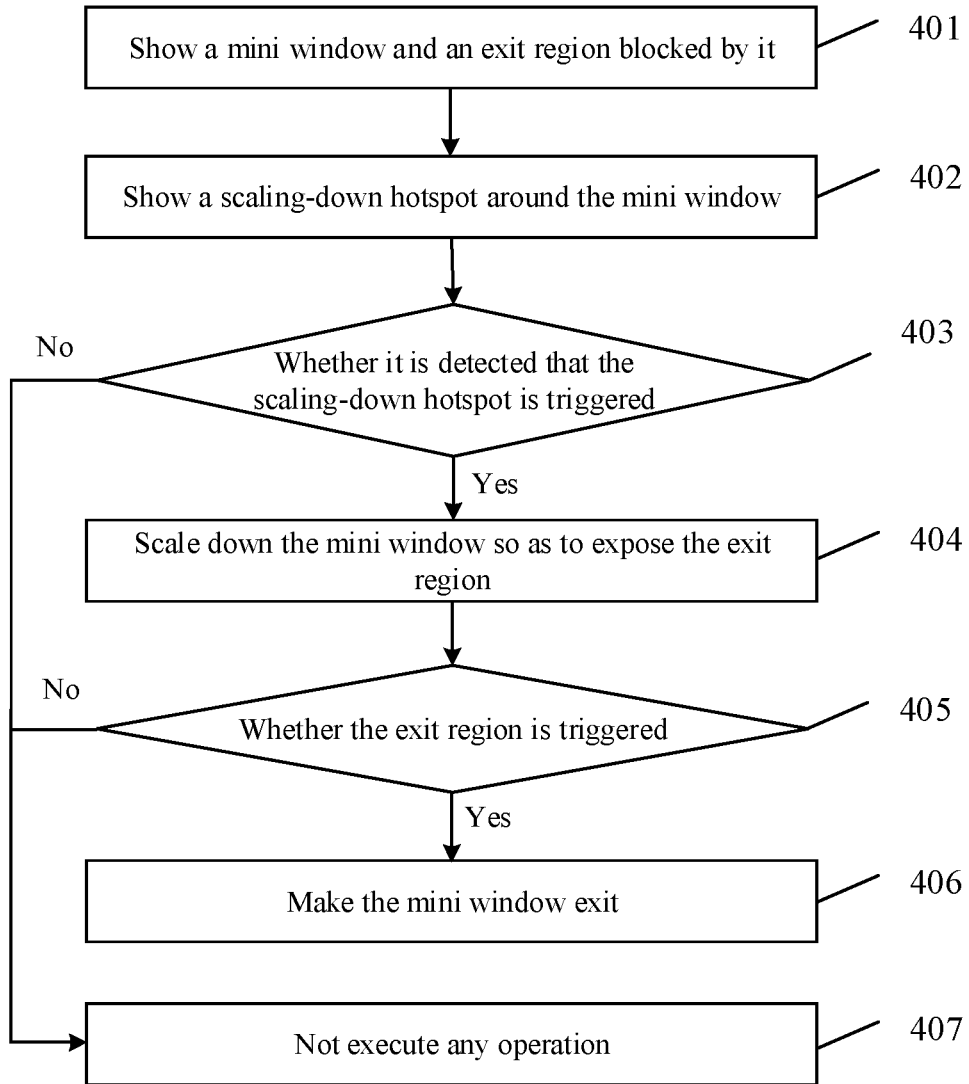 Show a mini window and an exit region blocked by it
401
Show a scaling-down hotspot around the mini window
402
No
Whether it is detected that the
scaling-down hotspot is triggered
403
Yes
Scale down the mini window so as to expose the exit
region
404
No
Whether the exit region is triggered
405
Yes
Make the mini window exit
406
Not execute any operation
407